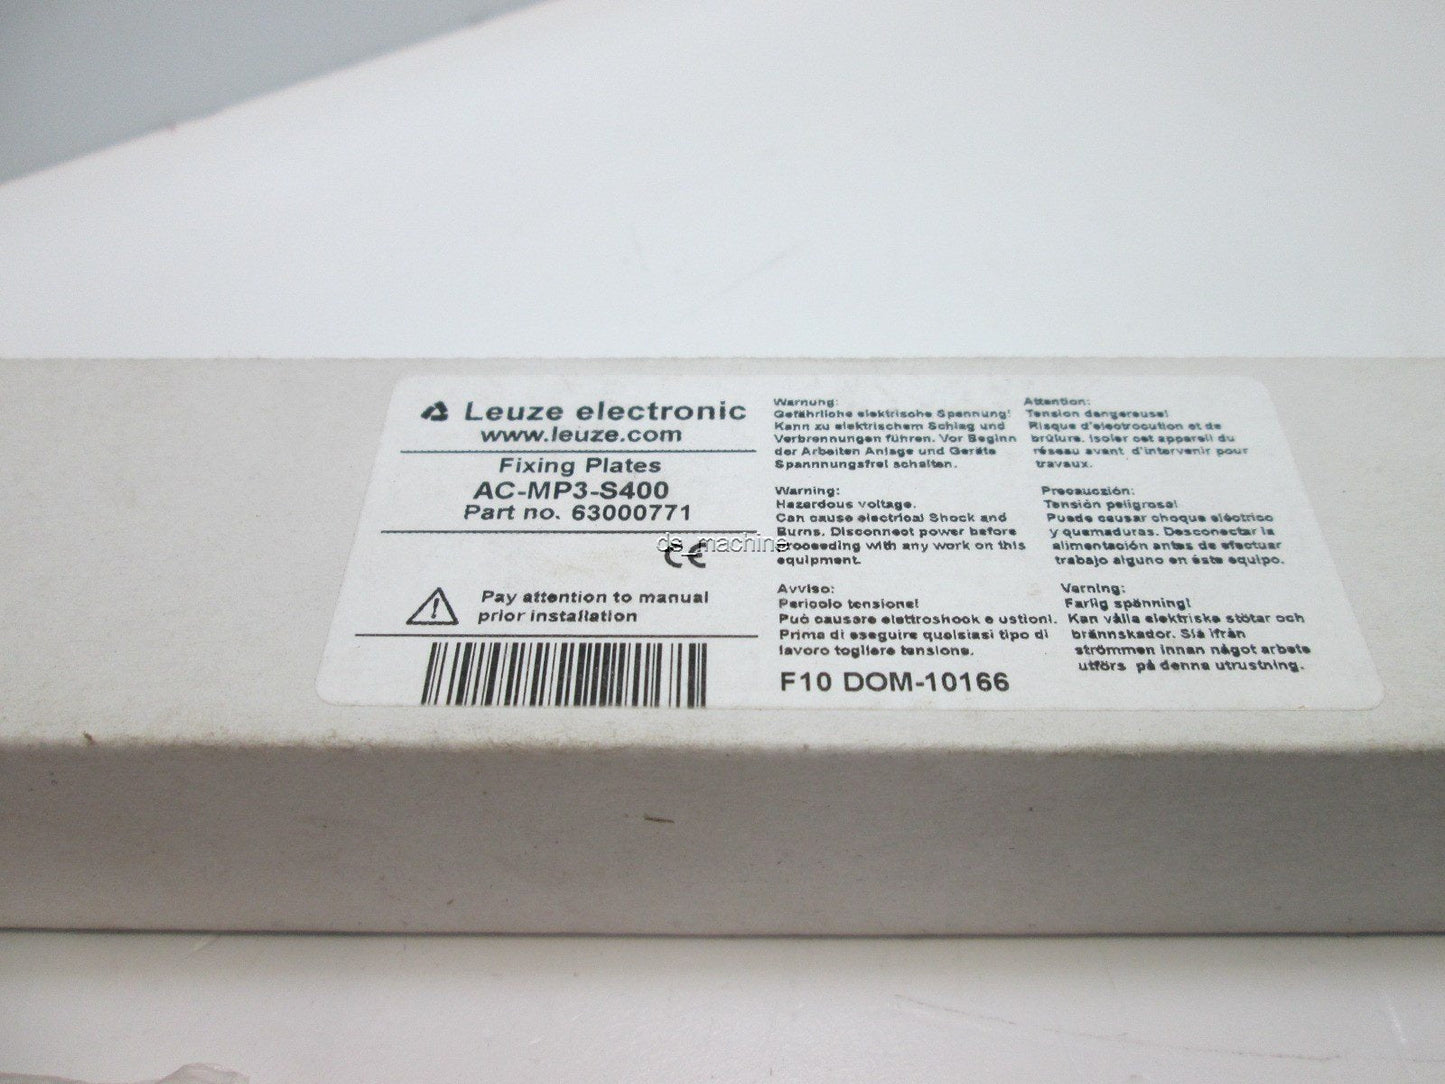 Leuze electronic
www.leuze.com
Fixing Plates
AC-MP3-S400
Part no. 63000771
ds_machine
CE
Pay attention to manual
prior installation
Warnung:
Gefährliche elektrische Spannung!
Kann zu elektrischem Schlag und
Verbrennungen führen. Vor Beginn
der Arbeiten Anlage und Geräte
Spannnungsfrei schalten.
Warning:
Hazardous voltage.
Can cause electrical Shock and
Burns. Disconnect power before
proceeding with any work on this
equipment.
Avviso:
Pericolo tensione!
Può causare elettroshock e ustioni.
Prima di eseguire qualsiasi tipo di
lavoro togliere tensione.
F10 DOM-10166
Attention:
Tension dangereuse!
Risque d'electrocution et de
brûlure. Isoler cet appareil du
réseau avant d'intervenir pour
travaux.
Precaución:
Tensión peligrosa!
Puede causar choque eléctrico
y quemaduras. Desconectar la
alimentación antes de efectuar
trabajo alguno en éste equipo.
Varning:
Farlig spänning!
Kan vålla elektriska stötar och
brännskador. Slå ifrån
strömmen innan något arbete
utförs på denna utrustning.